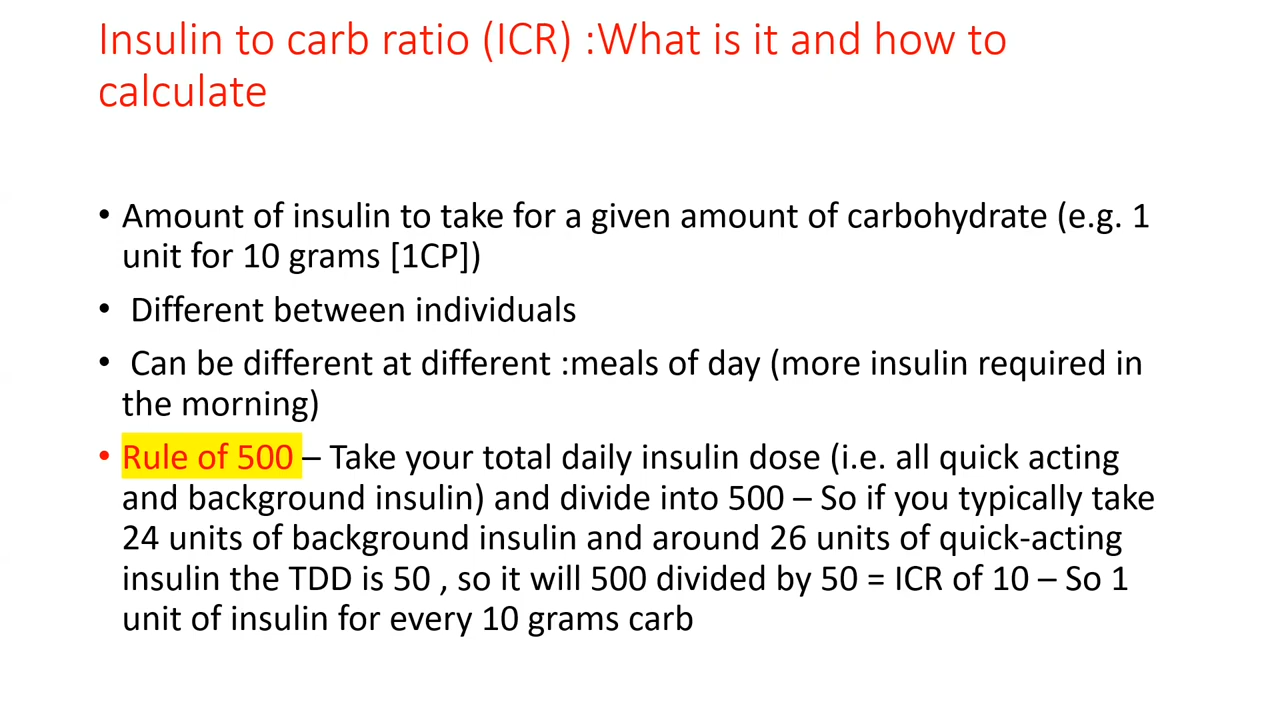 Insulin to carb ratio (ICR) :What is it and how to
calculate
• Amount of insulin to take for a given amount of carbohydrate (e.g. 1
unit for 10 grams [1CP])
• Different between individuals
• Can be different at different :meals of day (more insulin required in
the morning)
• Rule of 500 – Take your total daily insulin dose (i.e. all quick acting
and background insulin) and divide into 500 – So if you typically take
24 units of background insulin and around 26 units of quick-acting
insulin the TDD is 50 , so it will 500 divided by 50 = ICR of 10 – So 1
unit of insulin for every 10 grams carb